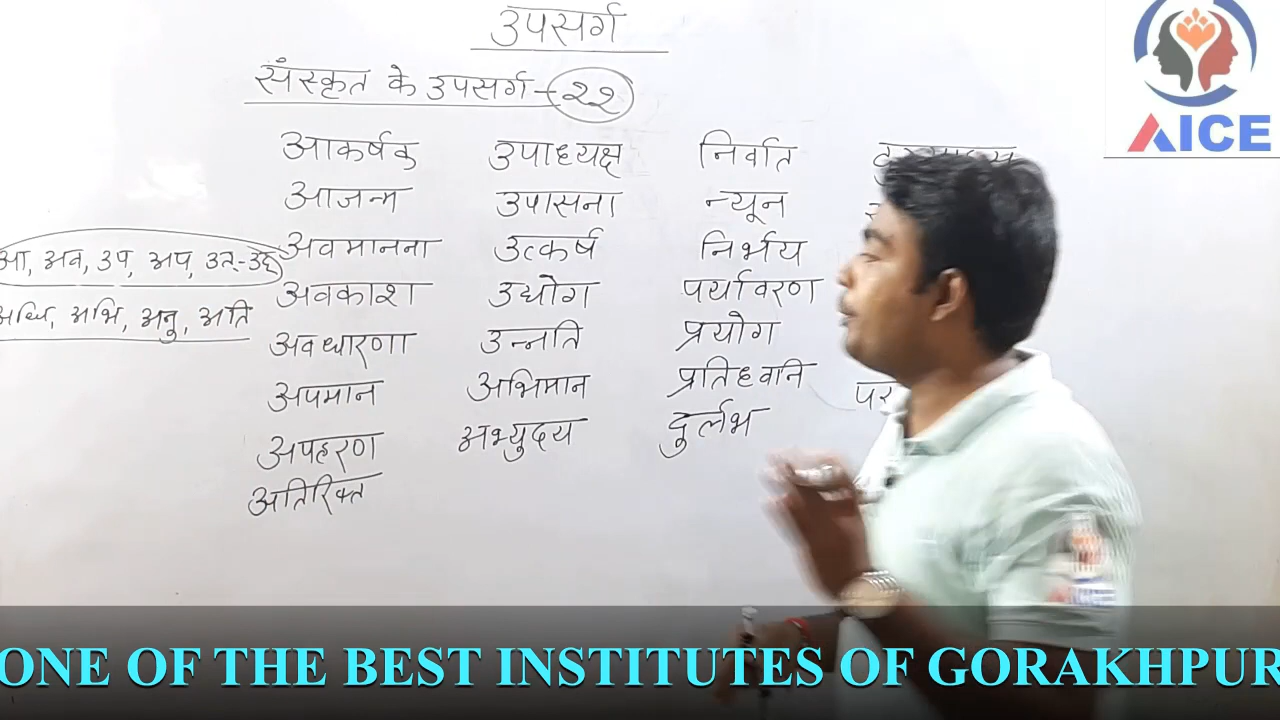 उपसर्ग
संस्कृत के उपसर्ग - २२
आकर्षक उपाध्यक्ष निर्वात
आजन्म उपासना न्यून
अवमानना उत्कर्ष निर्भय
आ, अव, उप, अप, उत्-उद्
अवकाश उद्योग पर्यावरण
अधि, अभि, अनु, अति
अवधारणा उन्नति प्रयोग
अपमान अभिमान प्रतिध्वनि
अपहरण अभ्युदय दुर्लभ
अतिरिक्त
AICE
ONE OF THE BEST INSTITUTES OF GORAKHPUR